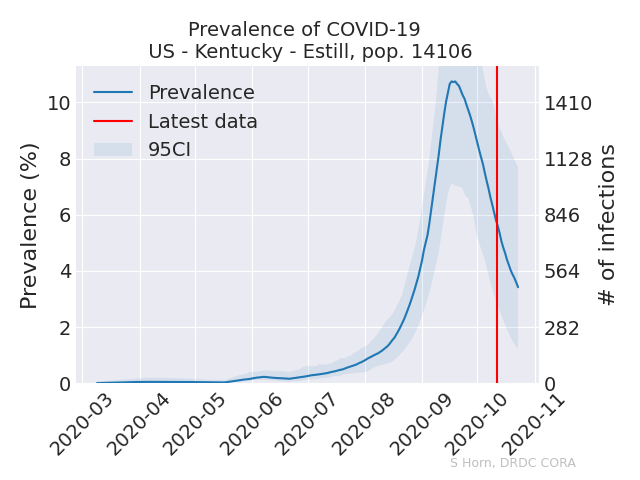 Prevalence of COVID-19
US - Kentucky - Estill, pop. 14106
Prevalence
Latest data
95CI
Prevalence (%)
10
8
6
4
2
0
1410
1128
846
564
282
0
# of infections
2020-03
2020-04
2020-05
2020-06
2020-07
2020-08
2020-09
2020-10
2020-11
S Horn, DRDC CORA